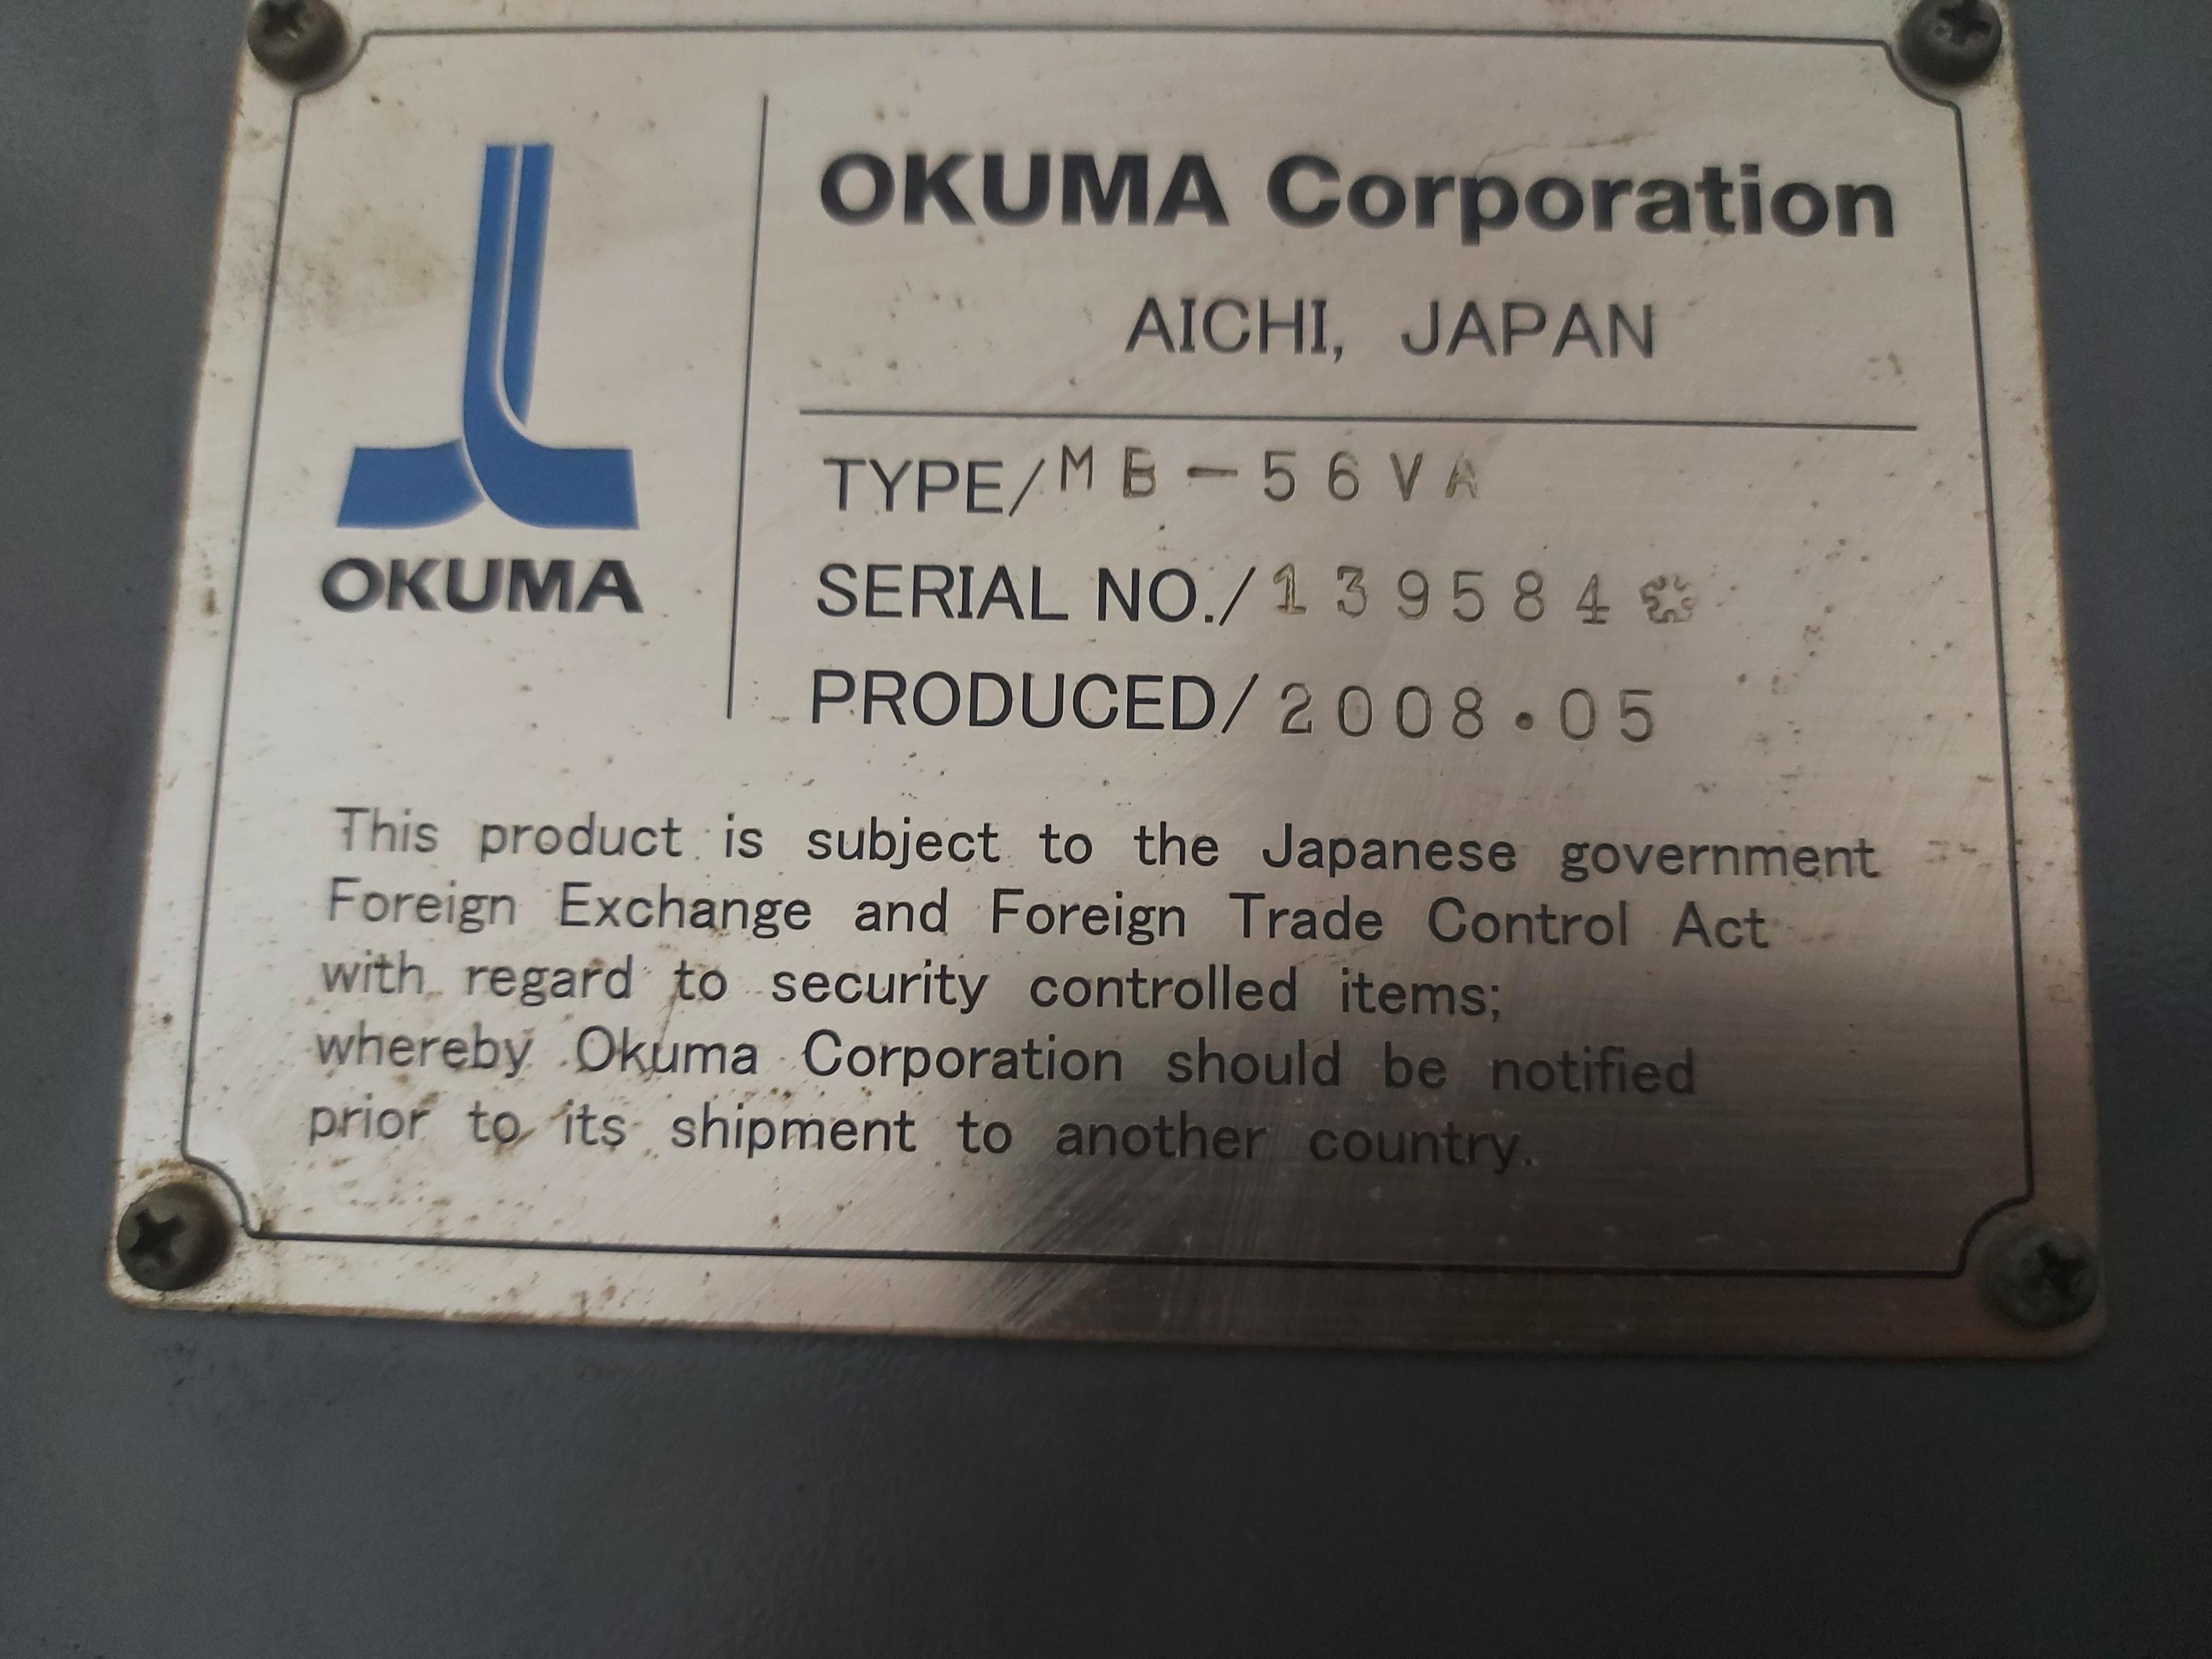 OKUMA
OKUMA Corporation
AICHI, JAPAN
TYPE/MB-56VA
SERIAL NO./139584
PRODUCED/2008.05
This product is subject to the Japanese government
Foreign Exchange and Foreign Trade Control Act
with regard to security controlled items;
whereby Okuma Corporation should be notified
prior to its shipment to another country.